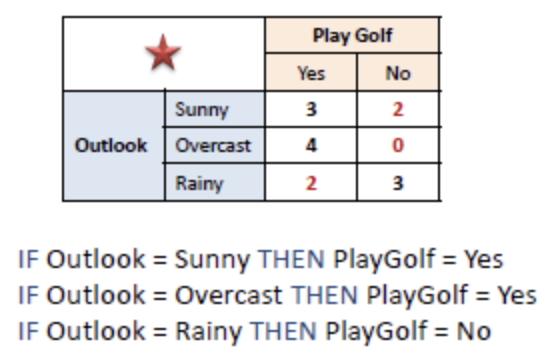 Play Golf
Yes No
Sunny 3 2
Outlook Overcast 4 0
Rainy 2 3
IF Outlook = Sunny THEN PlayGolf = Yes
IF Outlook = Overcast THEN PlayGolf = Yes
IF Outlook = Rainy THEN PlayGolf = No